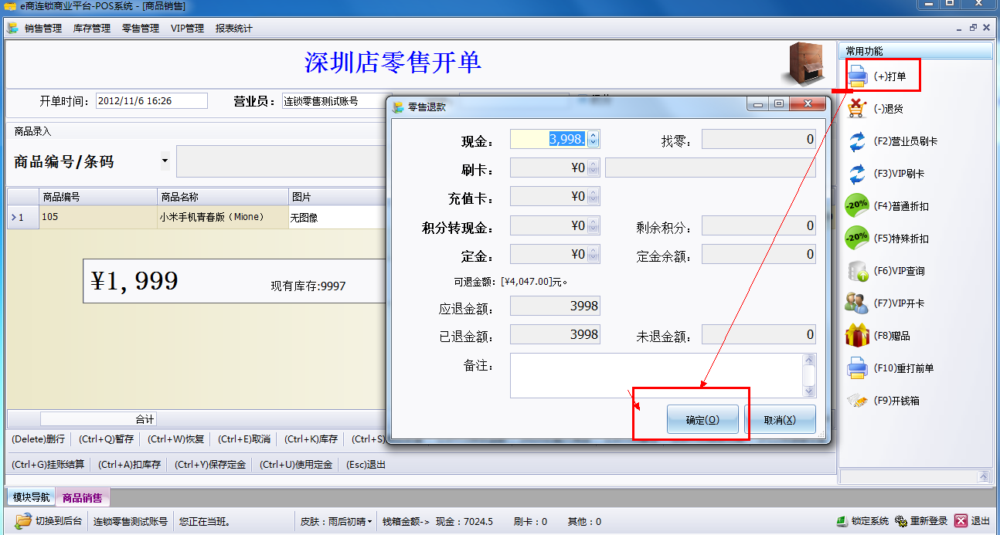 e商连锁商业平台-POS系统 - [商品销售]
销售管理 库存管理 零售管理 VIP管理 报表统计
深圳店零售开单
开单时间： 2012/11/6 16:26 营业员： 连锁零售测试账号
商品录入
商品编号/条码
商品编号 商品名称 图片
1 105 小米手机青春版（Mione） 无图像
¥1, 999 现有库存:9997
合计
零售退款
现金： 3,998. 找零： 0
刷卡： ¥0
充值卡： ¥0
积分转现金： ¥0 剩余积分： 0
定金： ¥0 定金余额： 0
可退金额：[¥4,047.00]元。
应退金额： 3998
已退金额： 3998 未退金额： 0
备注：
确定(O) 取消(X)
常用功能
(+)打单
(-)退货
(F2)营业员刷卡
(F3)VIP刷卡
-20% (F4)普通折扣
-20% (F5)特殊折扣
(F6)VIP查询
(F7)VIP开卡
(F8)赠品
(F10)重打前单
(F9)开钱箱
(Delete)删行 (Ctrl+Q)暂存 (Ctrl+W)恢复 (Ctrl+E)取消 (Ctrl+K)库存 (Ctrl+S)
(Ctrl+G)挂账结算 (Ctrl+A)扣库存 (Ctrl+Y)保存定金 (Ctrl+U)使用定金 (Esc)退出
模块导航 商品销售
切换到后台 连锁零售测试账号 您正在当班。 皮肤：雨后初晴 钱箱金额-> 现金：7024.5 刷卡：0 其他：0 锁定系统 重新登录 退出